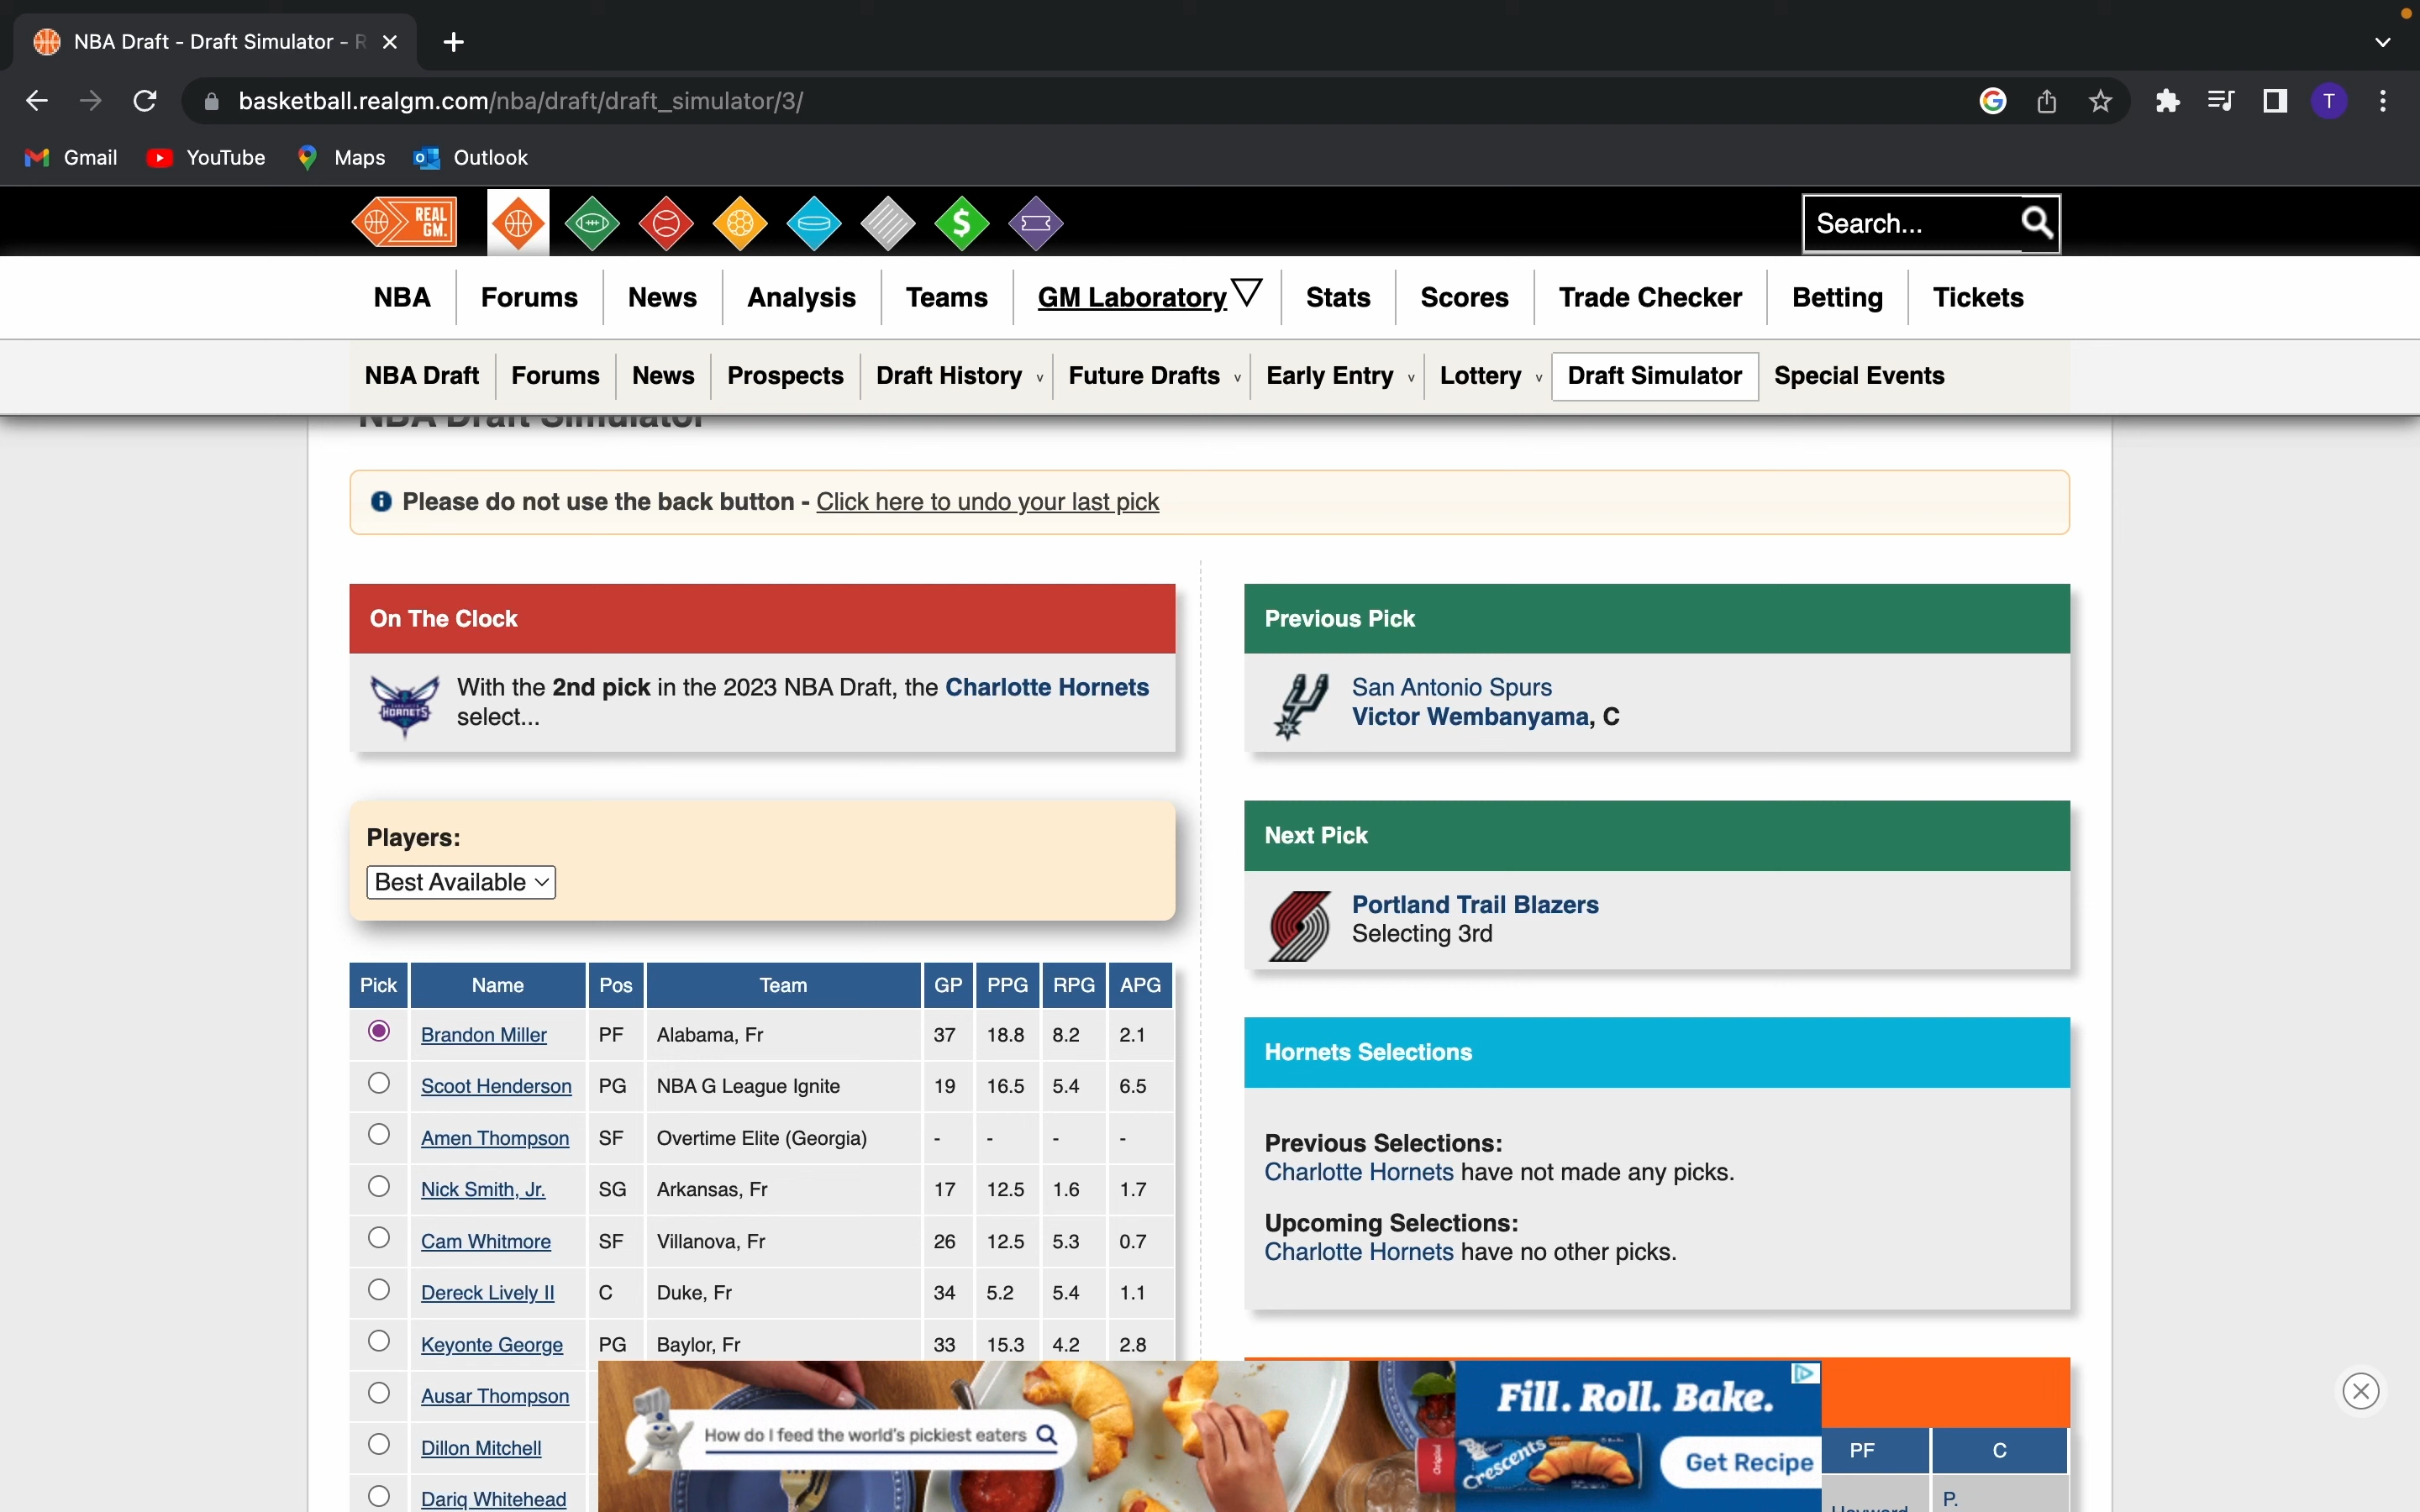 NBA Draft - Draft Simulator - R
basketball.realgm.com/nba/draft/draft_simulator/3/
T
Gmail YouTube Maps Outlook
REAL GM.
Search...
NBA Forums News Analysis Teams GM Laboratory Stats Scores Trade Checker Betting Tickets
NBA Draft Forums News Prospects Draft History v Future Drafts v Early Entry v Lottery v Draft Simulator Special Events
NBA Draft Simulator
Please do not use the back button - Click here to undo your last pick
On The Clock
HORNETS
With the 2nd pick in the 2023 NBA Draft, the Charlotte Hornets
select...
Previous Pick
San Antonio Spurs
Victor Wembanyama, C
Players:
Best Available
Next Pick
Portland Trail Blazers
Selecting 3rd
Pick Name Pos Team GP PPG RPG APG
Brandon Miller PF Alabama, Fr 37 18.8 8.2 2.1
Scoot Henderson PG NBA G League Ignite 19 16.5 5.4 6.5
Amen Thompson SF Overtime Elite (Georgia) - - - -
Nick Smith, Jr. SG Arkansas, Fr 17 12.5 1.6 1.7
Cam Whitmore SF Villanova, Fr 26 12.5 5.3 0.7
Dereck Lively II C Duke, Fr 34 5.2 5.4 1.1
Keyonte George PG Baylor, Fr 33 15.3 4.2 2.8
Ausar Thompson
Dillon Mitchell
Dariq Whitehead
Hornets Selections
Previous Selections:
Charlotte Hornets have not made any picks.
Upcoming Selections:
Charlotte Hornets have no other picks.
How do I feed the world's pickiest eaters
Fill. Roll. Bake.
Original
Crescents
Get Recipe
PF C
Hayward P.